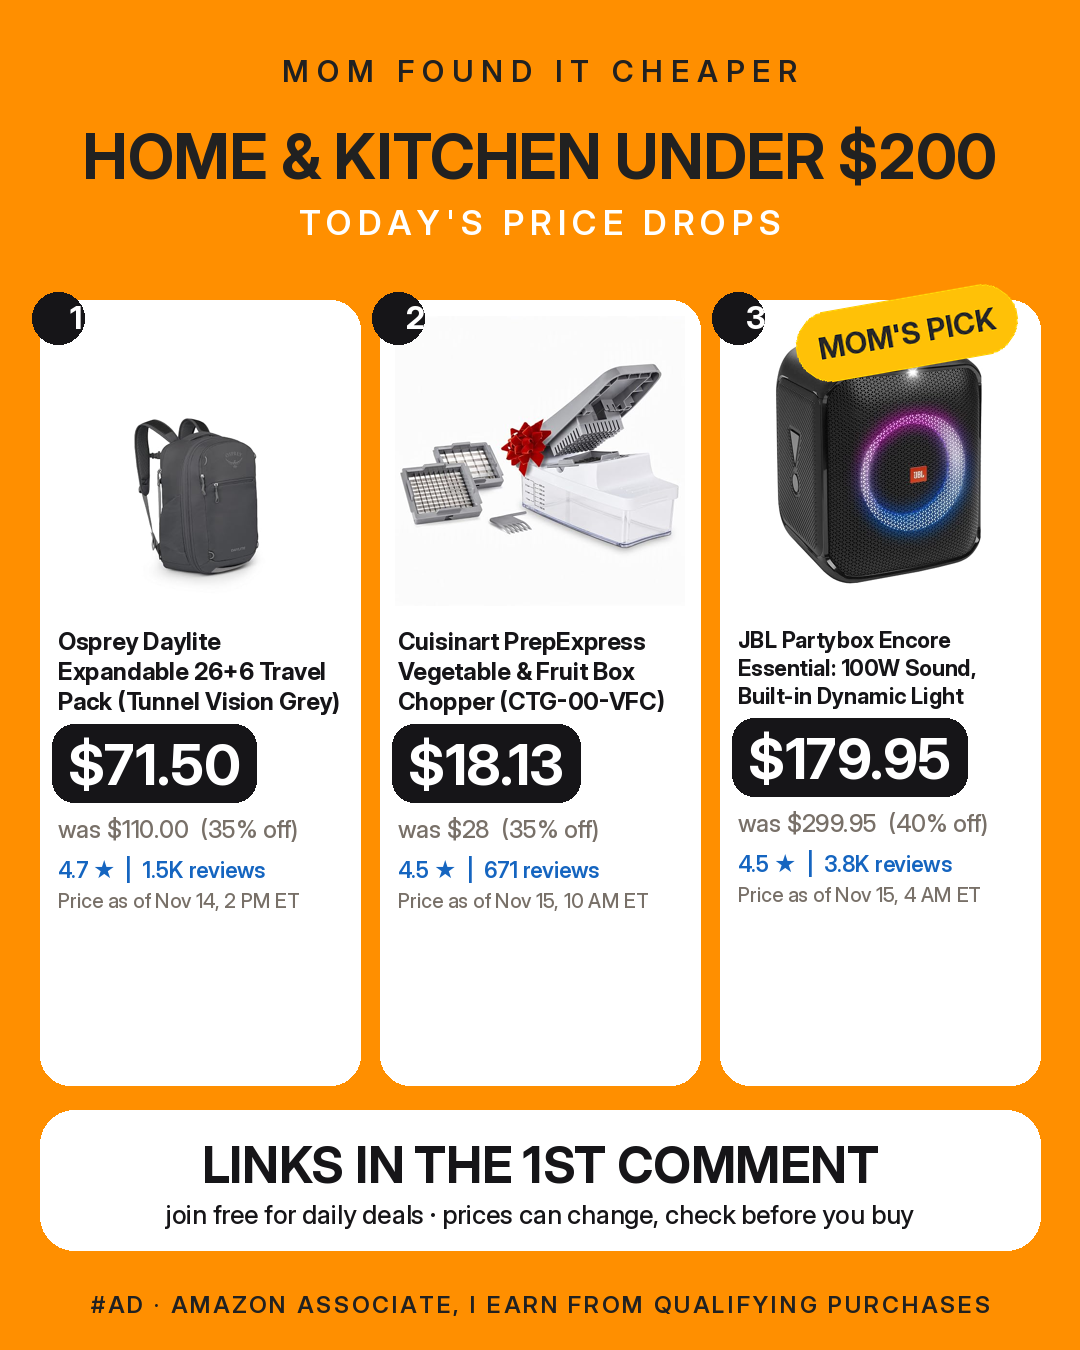 MOM FOUND IT CHEAPER
HOME & KITCHEN UNDER $200
TODAY'S PRICE DROPS
1
Osprey Daylite
Expandable 26+6 Travel
Pack (Tunnel Vision Grey)
$71.50
was $110.00 (35% off)
4.7 ★ | 1.5K reviews
Price as of Nov 14, 2 PM ET
2
Cuisinart PrepExpress
Vegetable & Fruit Box
Chopper (CTG-00-VFC)
$18.13
was $28 (35% off)
4.5 ★ | 671 reviews
Price as of Nov 15, 10 AM ET
3
MOM'S PICK
JBL
JBL Partybox Encore
Essential: 100W Sound,
Built-in Dynamic Light
$179.95
was $299.95 (40% off)
4.5 ★ | 3.8K reviews
Price as of Nov 15, 4 AM ET
LINKS IN THE 1ST COMMENT
join free for daily deals · prices can change, check before you buy
#AD · AMAZON ASSOCIATE, I EARN FROM QUALIFYING PURCHASES